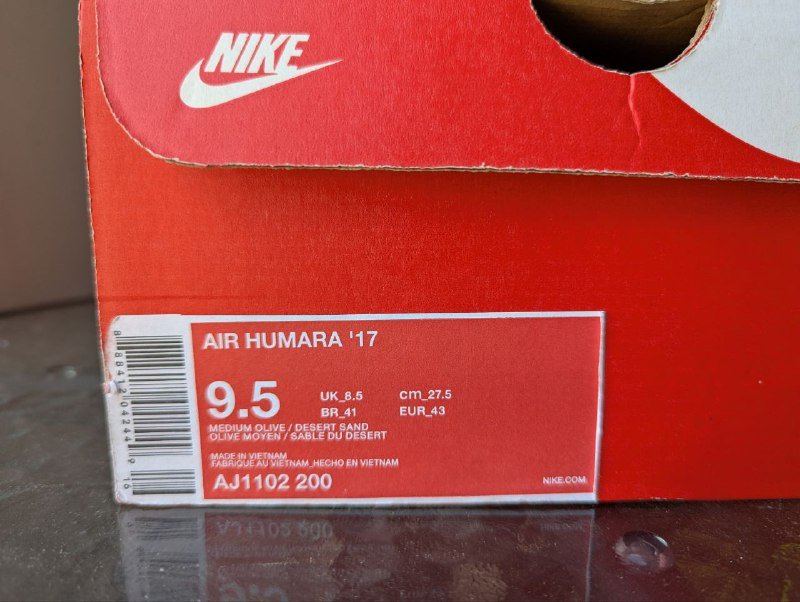 NIKE
AIR HUMARA '17
9.5
UK_8.5 cm_27.5
BR_41 EUR_43
MEDIUM OLIVE / DESERT SAND
OLIVE MOYEN / SABLE DU DESERT
MADE IN VIETNAM
FABRIQUE AU VIETNAM_HECHO EN VIETNAM
AJ1102 200
NIKE.COM